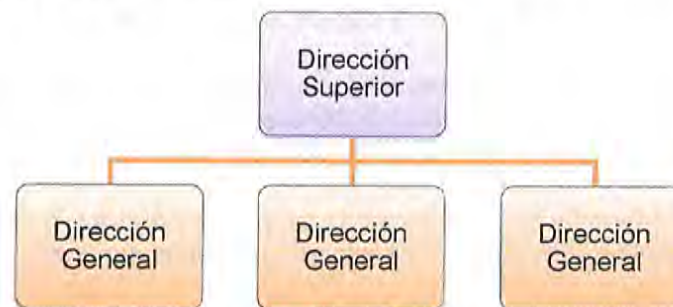 Dirección
Superior
Dirección
General
Dirección
General
Dirección
General